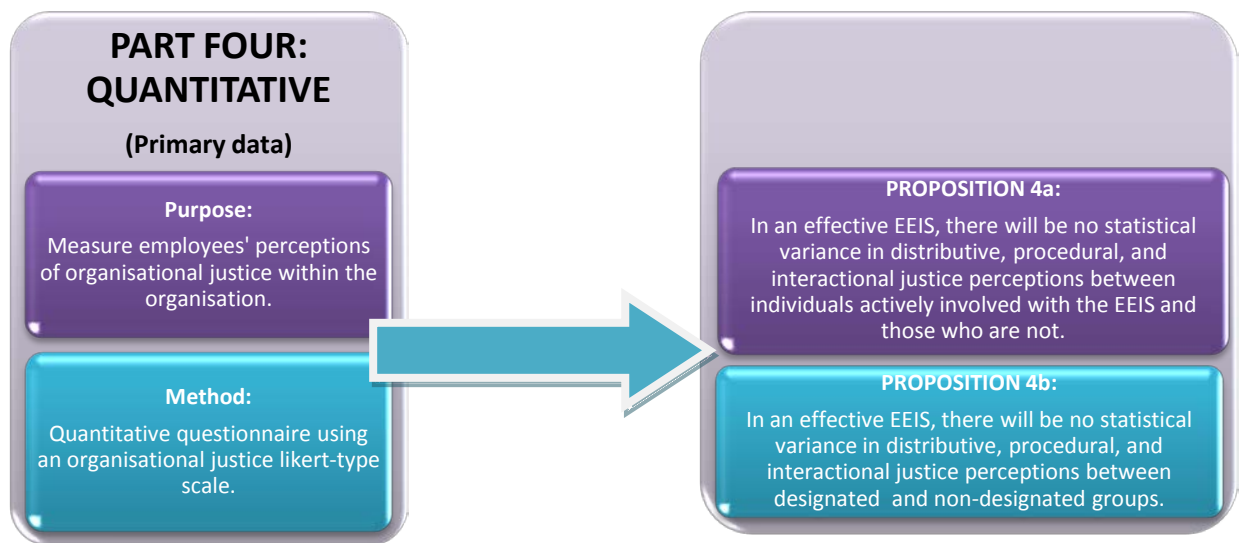 PART FOUR:
QUANTITATIVE
(Primary data)
Purpose:
Measure employees' perceptions
of organisational justice within the
organisation.
Method:
Quantitative questionnaire using
an organisational justice likert-type
scale.
PROPOSITION 4a:
In an effective EEIS, there will be no statistical
variance in distributive, procedural, and
interactional justice perceptions between
individuals actively involved with the EEIS and
those who are not.
PROPOSITION 4b:
In an effective EEIS, there will be no statistical
variance in distributive, procedural, and
interactional justice perceptions between
designated and non-designated groups.